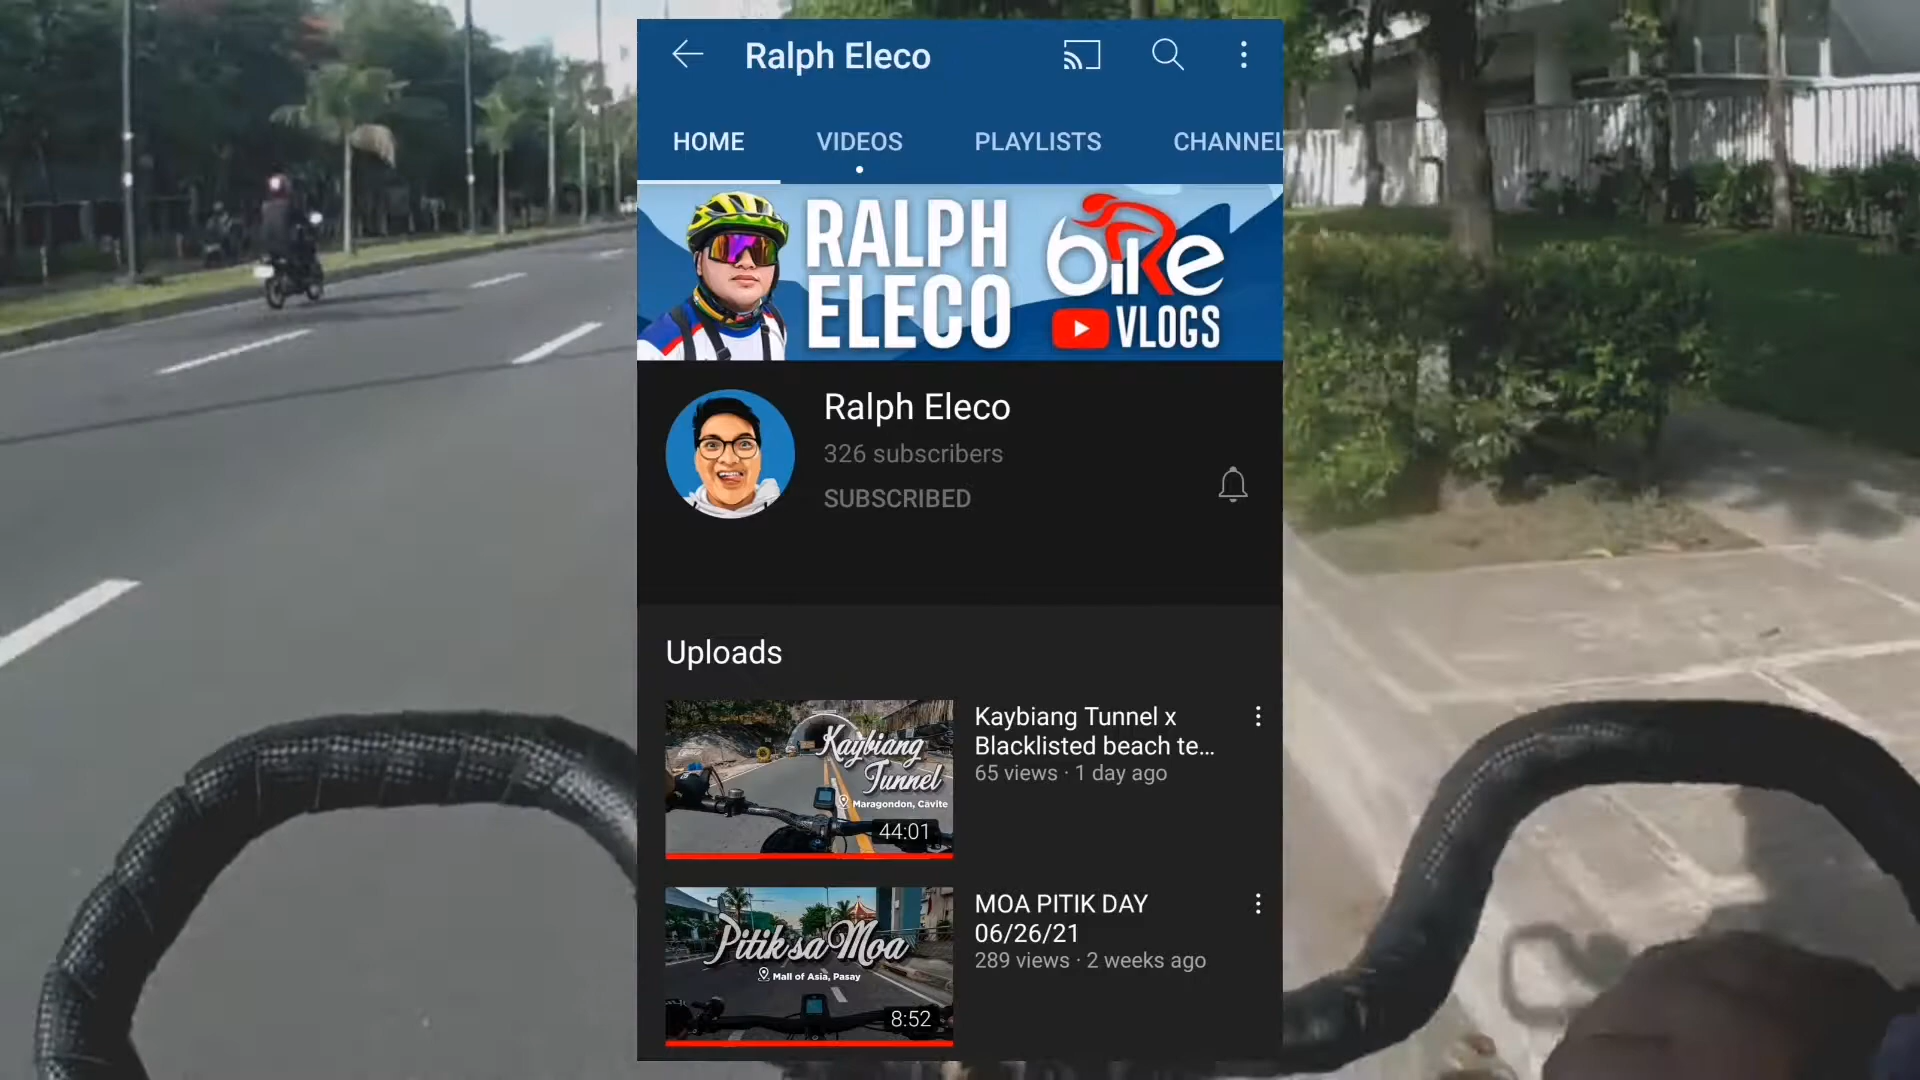 Ralph Eleco
HOME VIDEOS PLAYLISTS CHANNEL
RALPH
ELECO
biKe
VLOGS
Ralph Eleco
326 subscribers
SUBSCRIBED
Uploads
Kaybiang
Tunnel
Maragondon, Cavite
44:01
Kaybiang Tunnel x
Blacklisted beach te...
65 views · 1 day ago
Pitik sa Moa
Mall of Asia, Pasay
8:52
MOA PITIK DAY
06/26/21
289 views · 2 weeks ago